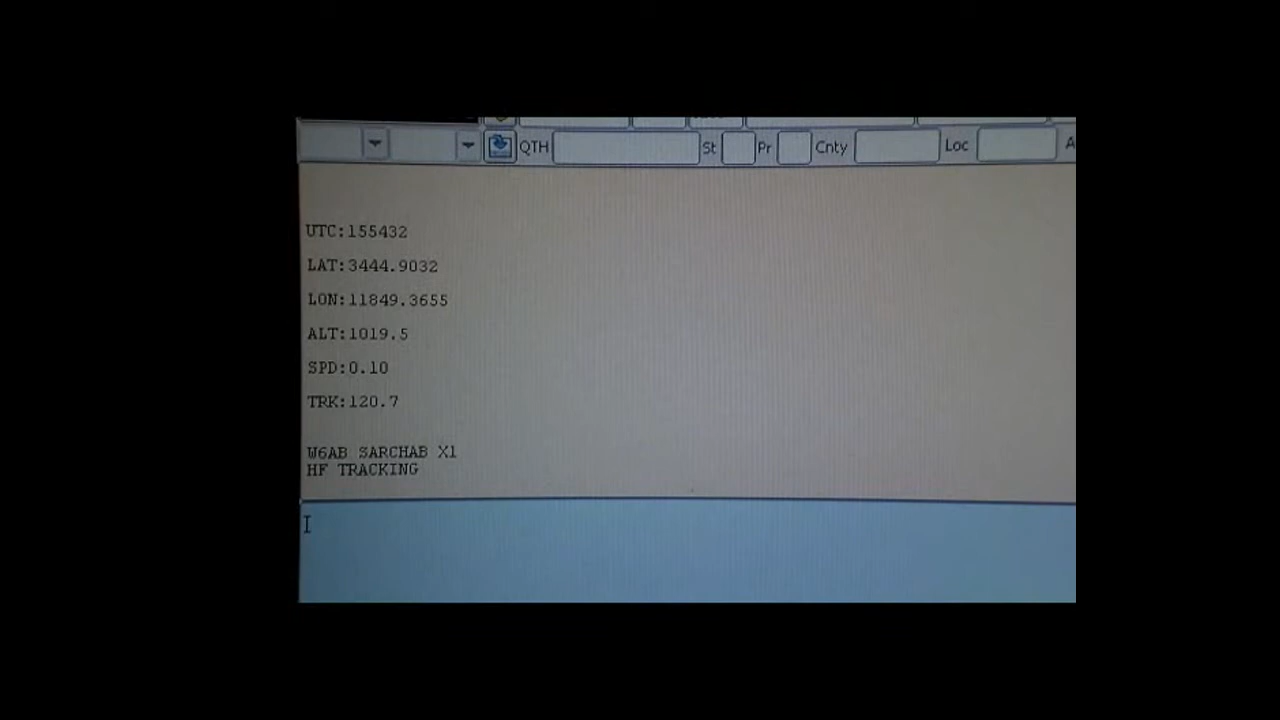 QTH St Pr Cnty Loc A
UTC:155432
LAT:3444.9032
LON:11849.3655
ALT:1019.5
SPD:0.10
TRK:120.7
W6AB SARCHAB X1
HF TRACKING